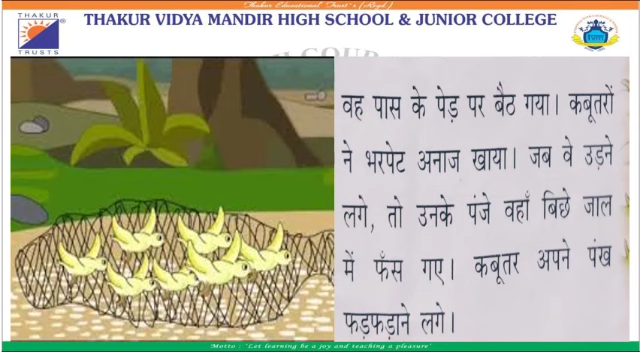 Thakur Educational Trust's (Regd.)
THAKUR
TRUSTS
THAKUR VIDYA MANDIR HIGH SCHOOL & JUNIOR COLLEGE
वह पास के पेड़ पर बैठ गया। कबूतरों
ने भरपेट अनाज खाया। जब वे उड़ने
लगे, तो उनके पंजे वहाँ बिछे जाल
में फँस गए। कबूतर अपने पंख
फड़फड़ाने लगे।
Motto : "Let learning be a joy and teaching a pleasure"